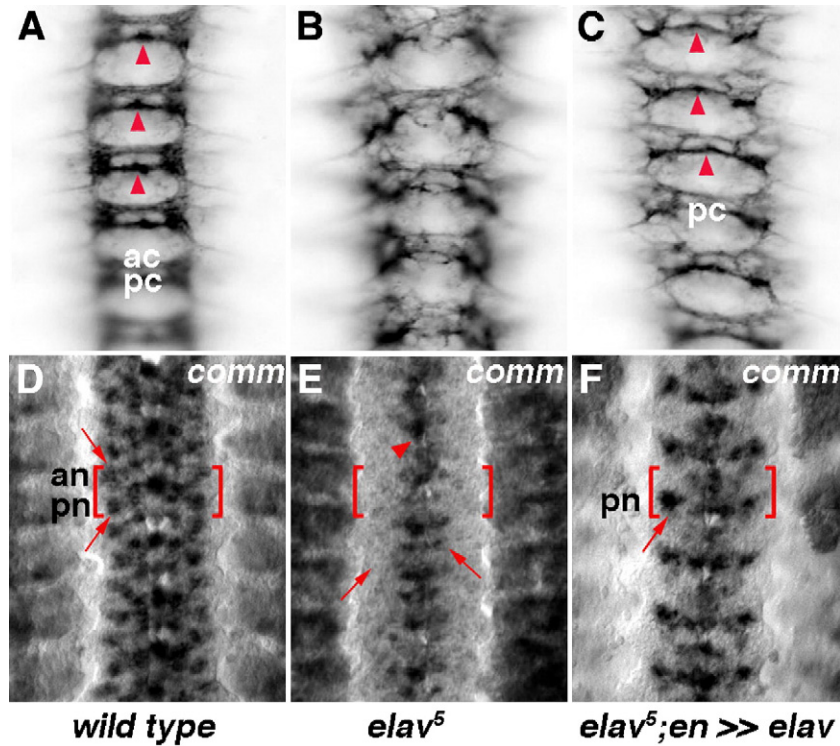 A B C
ac
pc
pc
D comm E comm F comm
an
pn
pn
wild type elav⁵ elav⁵;en >> elav